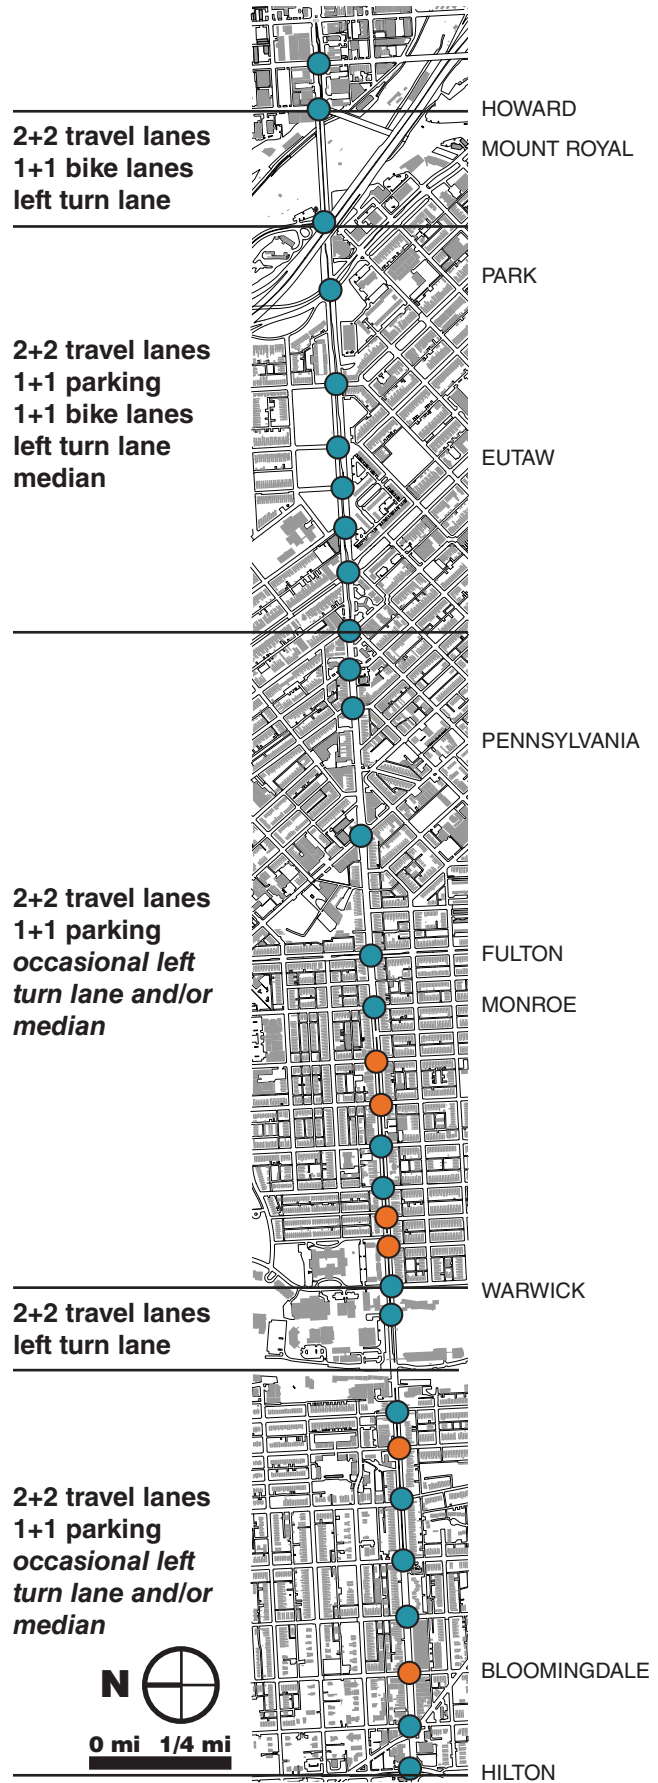 HOWARD
2+2 travel lanes
1+1 bike lanes
left turn lane
MOUNT ROYAL
PARK
2+2 travel lanes
1+1 parking
1+1 bike lanes
left turn lane
median
EUTAW
PENNSYLVANIA
2+2 travel lanes
1+1 parking
occasional left
turn lane and/or
median
FULTON
MONROE
WARWICK
2+2 travel lanes
left turn lane
2+2 travel lanes
1+1 parking
occasional left
turn lane and/or
median
BLOOMINGDALE
N
0 mi 1/4 mi
HILTON